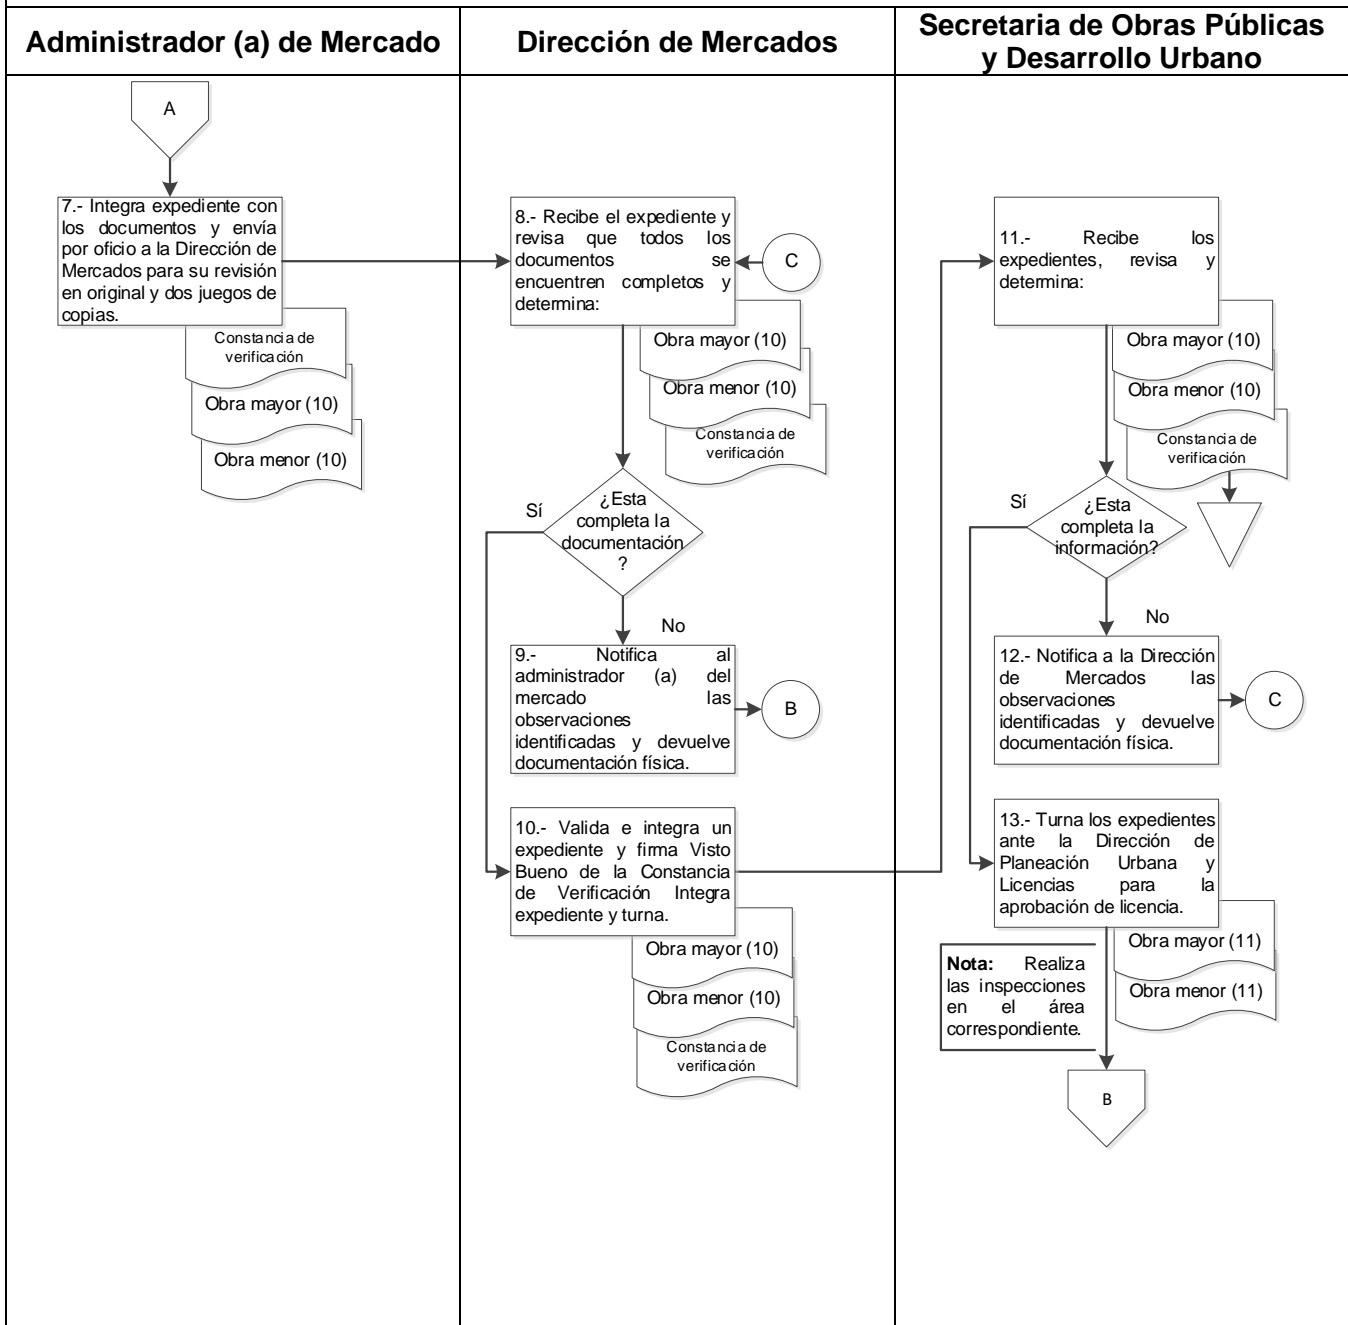 Administrador (a) de Mercado
Dirección de Mercados
Secretaria de Obras Públicas
y Desarrollo Urbano
A
7.- Integra expediente con
los documentos y envía
por oficio a la Dirección de
Mercados para su revisión
en original y dos juegos de
copias.
Constancia de
verificación
Obra mayor (10)
Obra menor (10)
8.- Recibe el expediente y
revisa que todos los
documentos se
encuentren completos y
determina:
C
Obra mayor (10)
Obra menor (10)
Constancia de
verificación
¿Esta
completa la
documentación
?
Sí
No
9.- Notifica al
administrador (a) del
mercado las
observaciones
identificadas y devuelve
documentación física.
B
10.- Valida e integra un
expediente y firma Visto
Bueno de la Constancia
de Verificación Integra
expediente y turna.
Obra mayor (10)
Obra menor (10)
Constancia de
verificación
11.- Recibe los
expedientes, revisa y
determina:
Obra mayor (10)
Obra menor (10)
Constancia de
verificación
¿Esta
completa la
información?
Sí
No
12.- Notifica a la Dirección
de Mercados las
observaciones
identificadas y devuelve
documentación física.
C
13.- Turna los expedientes
ante la Dirección de
Planeación Urbana y
Licencias para la
aprobación de licencia.
Obra mayor (11)
Obra menor (11)
Nota: Realiza
las inspecciones
en el área
correspondiente.
B